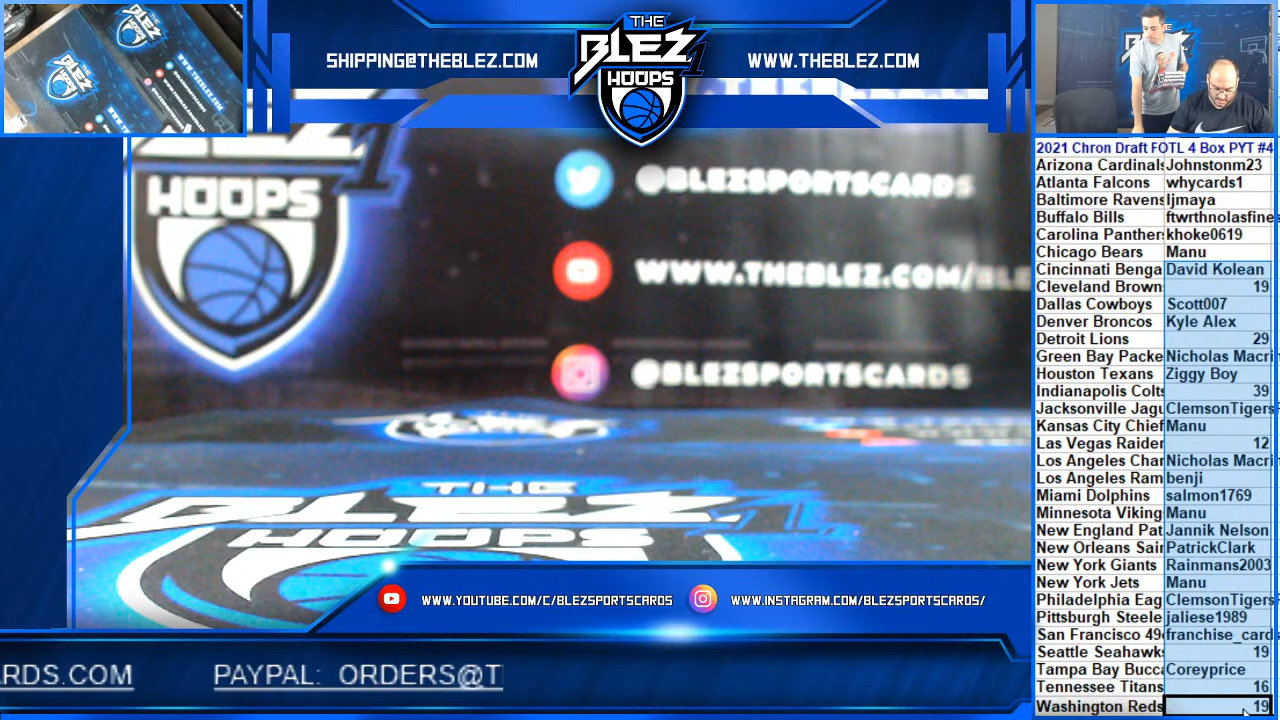 SHIPPING@THEBLEZ.COM
THE
BLEZ1
HOOPS
WWW.THEBLEZ.COM
HOOPS
@BLEZSPORTSCARDS
WWW.THEBLEZ.COM/BLE
@BLEZSPORTSCARDS
THE
BLEZ1
HOOPS
WWW.YOUTUBE.COM/C/BLEZSPORTSCARDS
WWW.INSTAGRAM.COM/BLEZSPORTSCARDS/
RDS.COM PAYPAL: ORDERS@T
2021 Chron Draft FOTL 4 Box PYT #4
Arizona Cardinals Johnstonm23
Atlanta Falcons whycards1
Baltimore Ravens ljmaya
Buffalo Bills ftwrthnolasfine
Carolina Panther khoke0619
Chicago Bears Manu
Cincinnati Benga David Kolean
Cleveland Brown 19
Dallas Cowboys Scott007
Denver Broncos Kyle Alex
Detroit Lions 29
Green Bay Packe Nicholas Macri
Houston Texans Ziggy Boy
Indianapolis Colts 39
Jacksonville Jagu ClemsonTigers
Kansas City Chief Manu
Las Vegas Raider 12
Los Angeles Char Nicholas Macri
Los Angeles Ram benji
Miami Dolphins salmon1769
Minnesota Viking Manu
New England Pat Jannik Nelson
New Orleans Sai PatrickClark
New York Giants Rainmans2003
New York Jets Manu
Philadelphia Eag ClemsonTigers
Pittsburgh Steele jaliese1989
San Francisco 49 franchise_cards
Seattle Seahawk 19
Tampa Bay Bucca Coreyprice
Tennessee Titans 16
Washington Reds 19